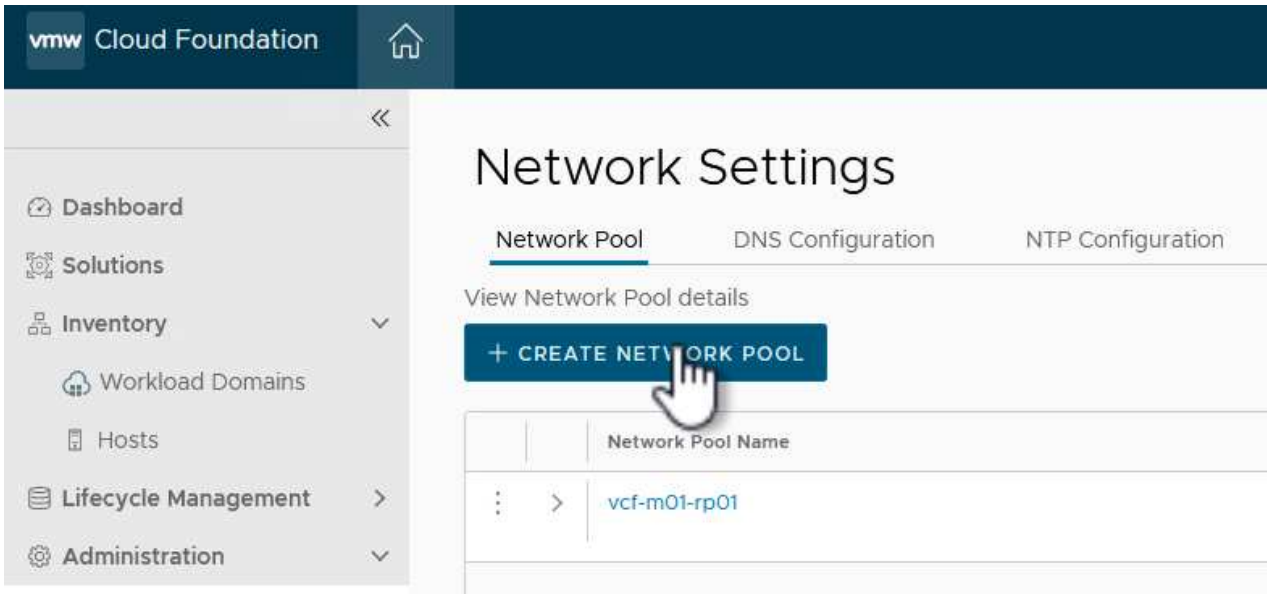 vmw Cloud Foundation
Dashboard
Solutions
Inventory
Workload Domains
Hosts
Lifecycle Management
Administration
Network Settings
Network Pool DNS Configuration NTP Configuration
View Network Pool details
+ CREATE NETWORK POOL
Network Pool Name
vcf-m01-rp01